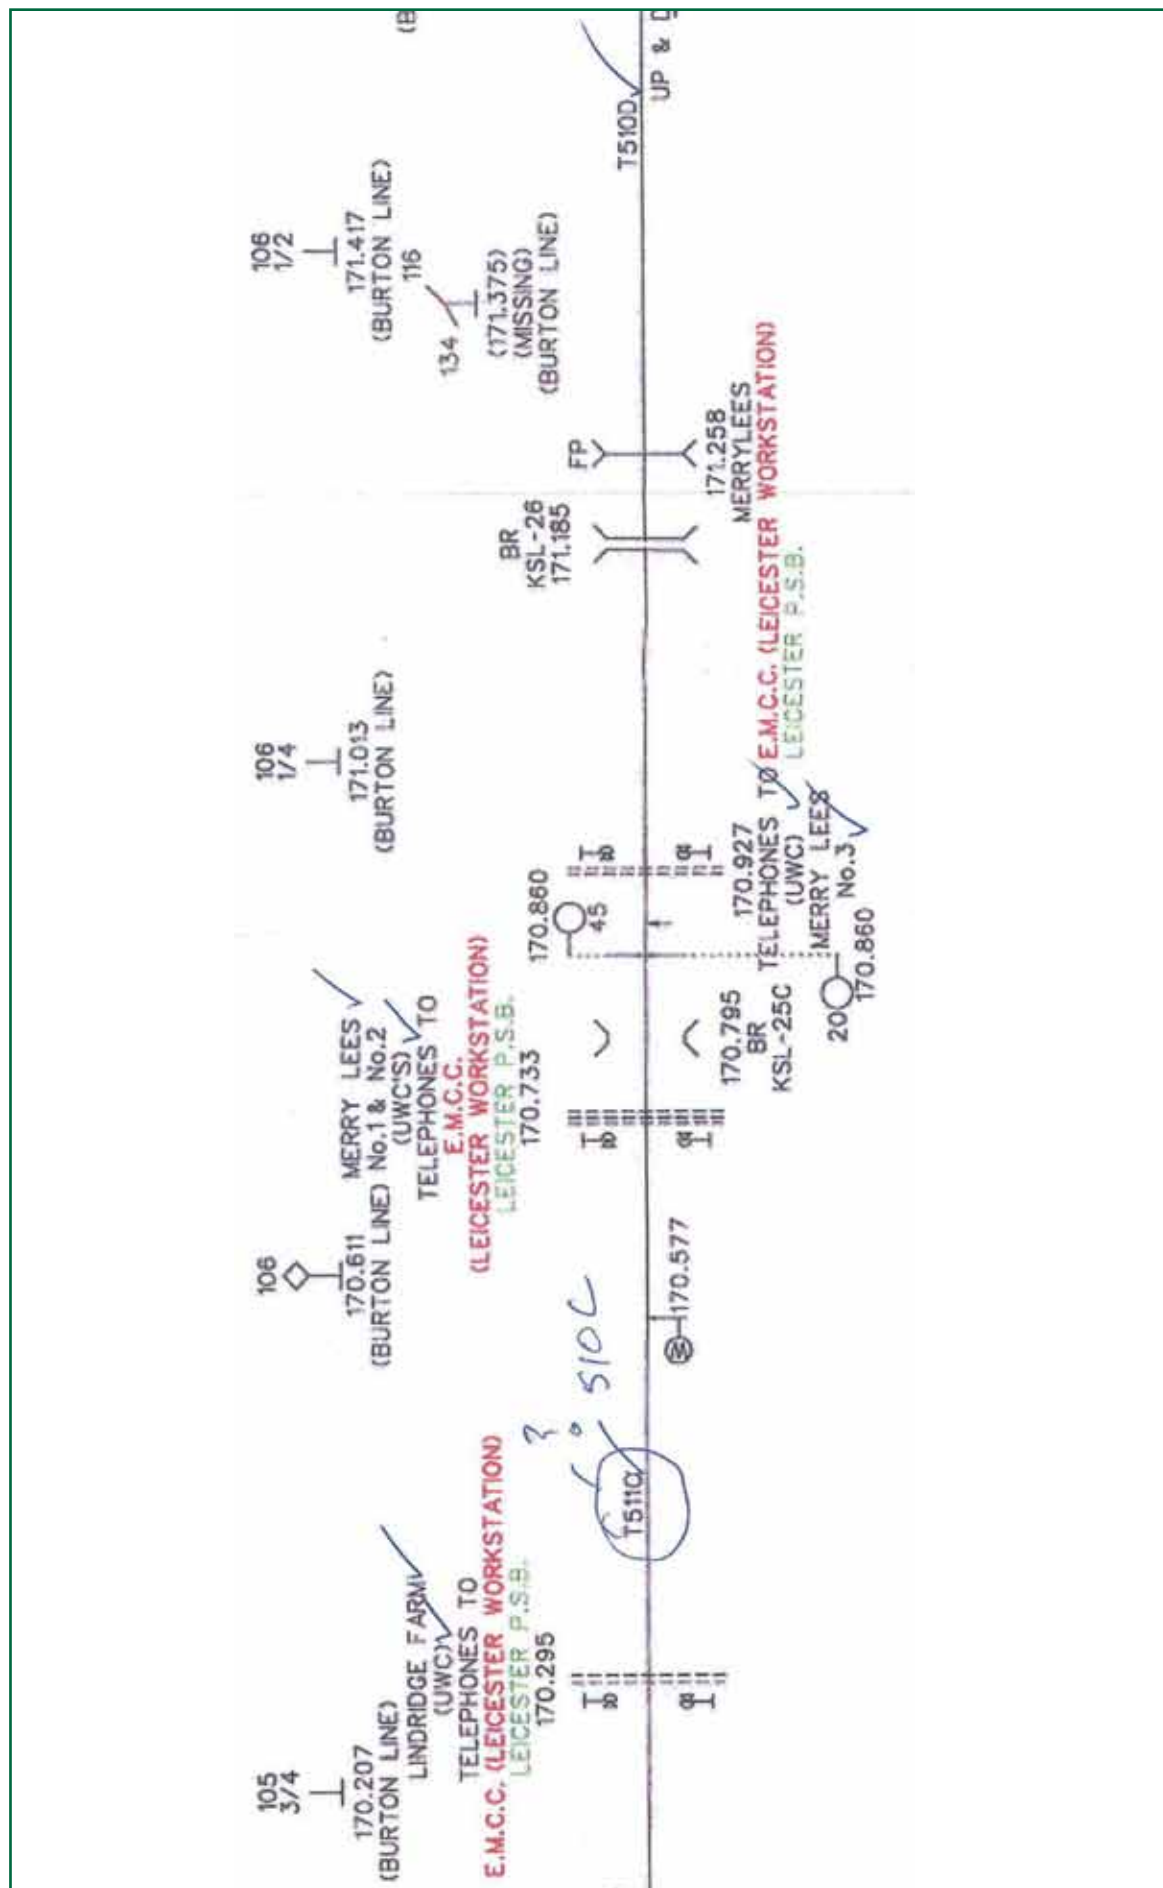 105
3/4
170.207
(BURTON LINE)
LINDRIDGE FARM
(UWC)
TELEPHONES TO
E.M.C.C. (LEICESTER WORKSTATION)
LEICESTER P.S.B.
170.295
T511Q
?
510C
106
170.611
(BURTON LINE)
MERRY LEES
No.1 & No.2
(UWC'S)
TELEPHONES TO
E.M.C.C.
(LEICESTER WORKSTATION)
LEICESTER P.S.B.
170.733
170.577
170.795
BR
KSL-25C
170.860
45
20
170.860
170.927
TELEPHONES TO E.M.C.C. (LEICESTER WORKSTATION)
(UWC) LEICESTER P.S.B.
MERRY LEES
No.3
106
1/4
171.013
(BURTON LINE)
BR
KSL-26
171.185
FP
171.258
MERRYLEES
134
116
(171.375)
(MISSING)
(BURTON LINE)
106
1/2
171.417
(BURTON LINE)
T510D
UP &